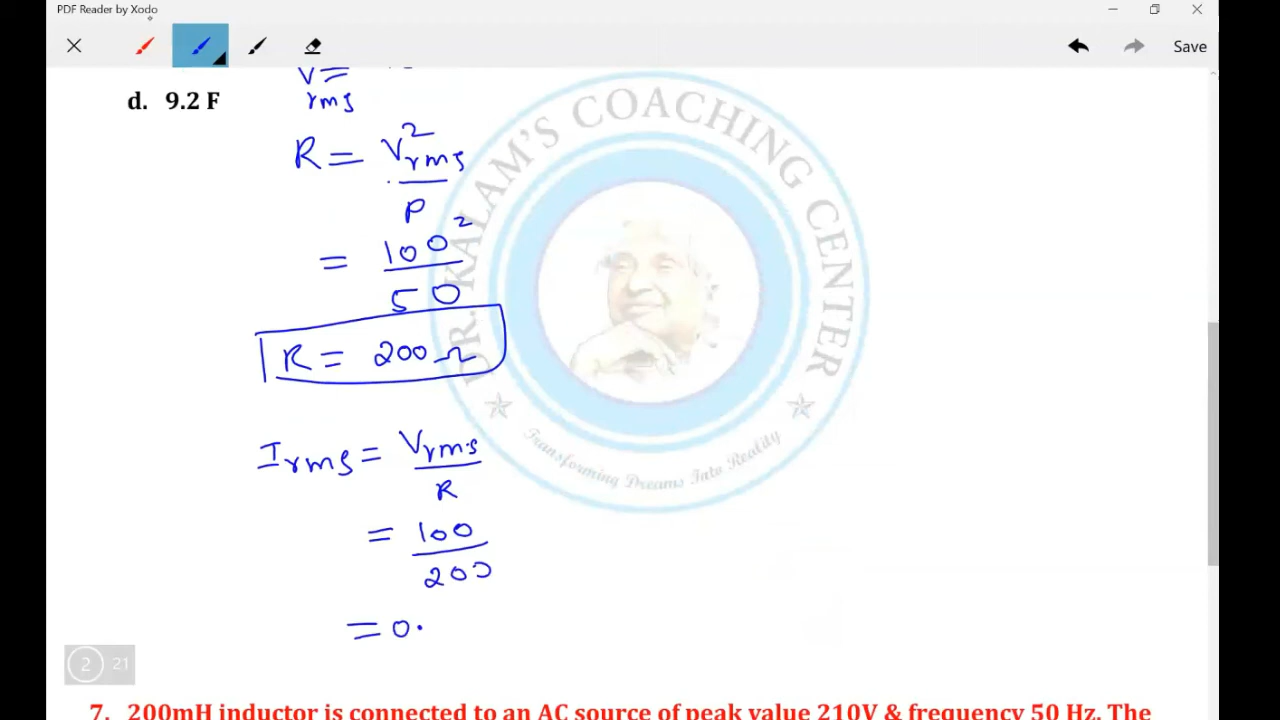 PDF Reader by Xodo
Save
V =
rms
d. 9.2 F
R = V²rms
P
= 100²
50
R = 200 Ω
Irms = Vrms
R
= 100
200
= 0.
DR. KALAM'S COACHING CENTER
Transforming Dreams Into Reality
2 21
7. 200mH inductor is connected to an AC source of peak value 210V & frequency 50 Hz. The